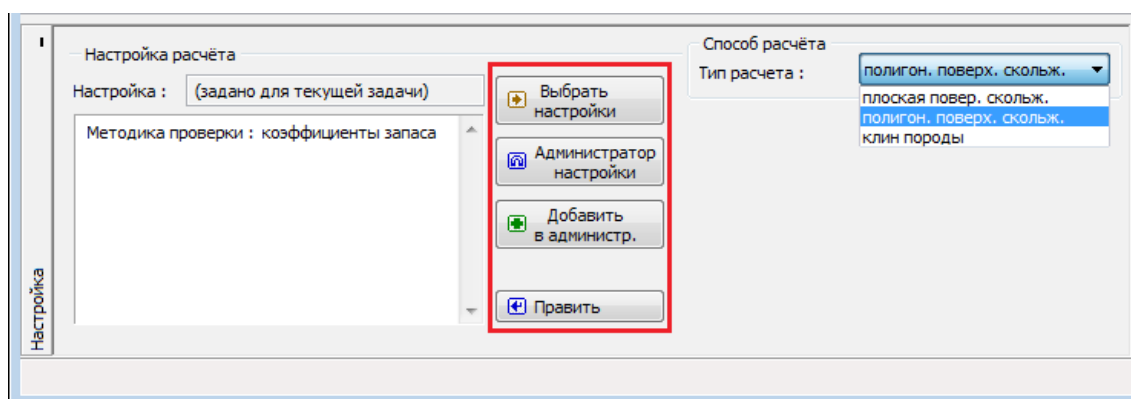 Настройка расчёта
Настройка :
(задано для текущей задачи)
Методика проверки : коэффициенты запаса
Выбрать
настройки
Администратор
настройки
Добавить
в администр.
Править
Способ расчёта
Тип расчета :
полигон. поверх. скольж.
плоская повер. скольж.
полигон. поверх. скольж.
клин породы
Настройка